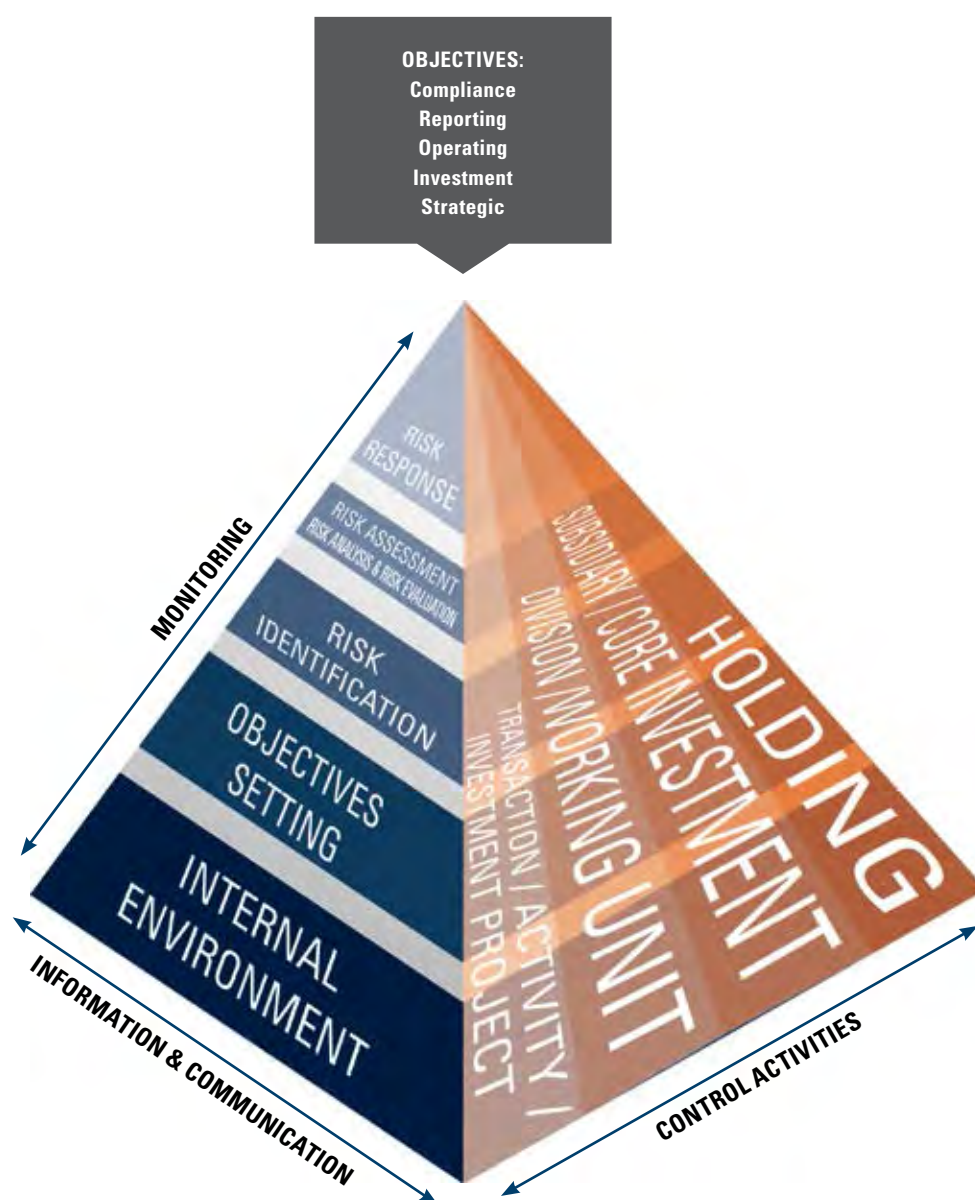 OBJECTIVES:
Compliance
Reporting
Operating
Investment
Strategic
MONITORING
RISK
RESPONSE
RISK ASSESSMENT
RISK ANALYSIS & RISK EVALUATION
RISK
IDENTIFICATION
OBJECTIVES
SETTING
INTERNAL
ENVIRONMENT
INFORMATION & COMMUNICATION
HOLDING
SUBSIDIARY / CORE INVESTMENT
DIVISION / WORKING UNIT
TRANSACTION / ACTIVITY /
INVESTMENT PROJECT
CONTROL ACTIVITIES